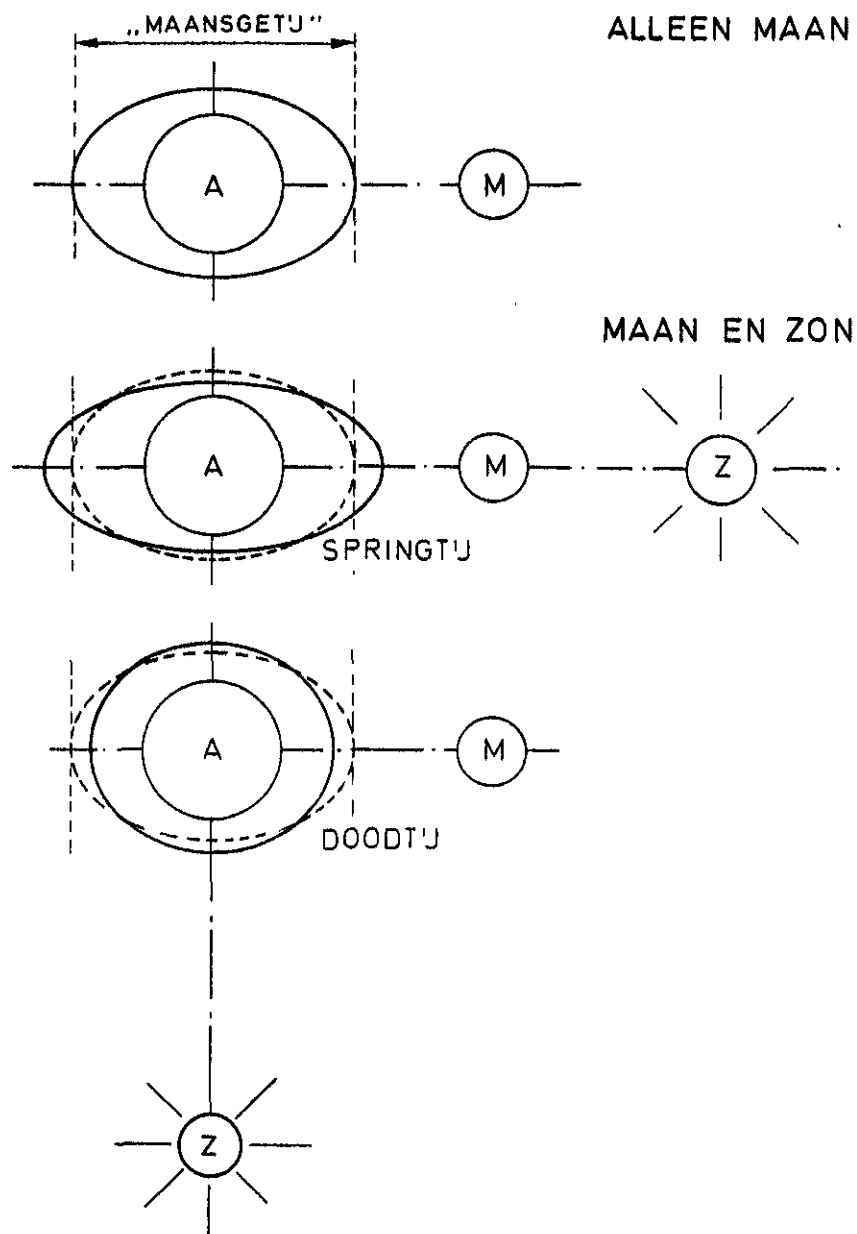 „MAANSGETIJ"
ALLEEN MAAN
A
M
MAAN EN ZON
A
M
Z
SPRINGTIJ
A
M
DOODTIJ
Z